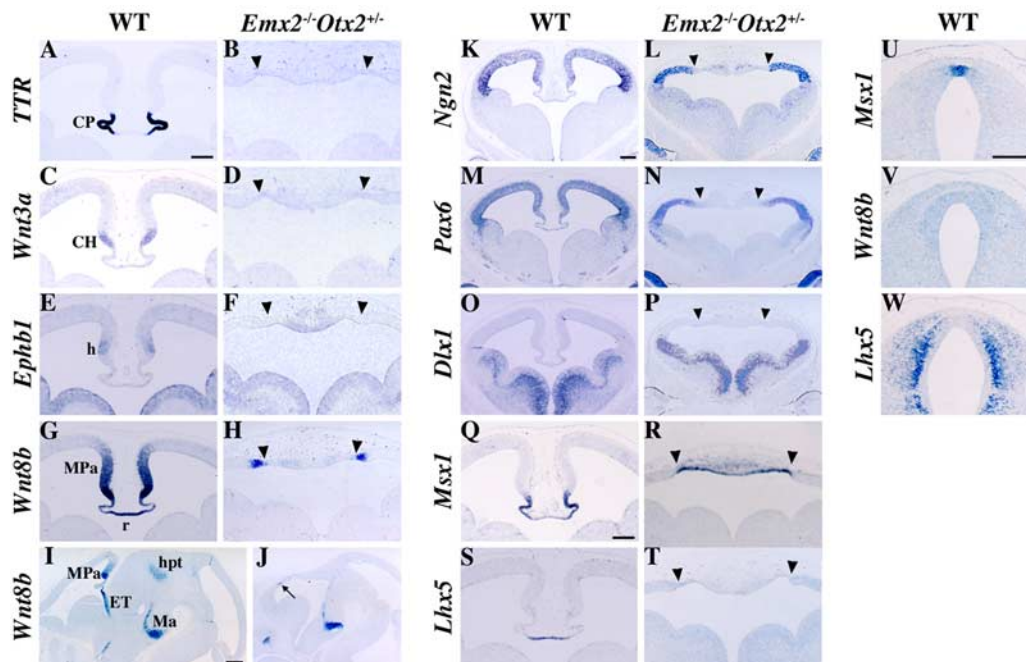 WT Emx2-/-Otx2+/- WT Emx2-/-Otx2+/- WT
TTR A CP B
Wnt3a C CH D
Ephb1 E h F
Wnt8b G MPa r H
Wnt8b I MPa ET hpt Ma J
Ngn2 K L
Pax6 M N
Dlx1 O P
Msx1 Q R
Lhx5 S T
Msx1 U
Wnt8b V
Lhx5 W